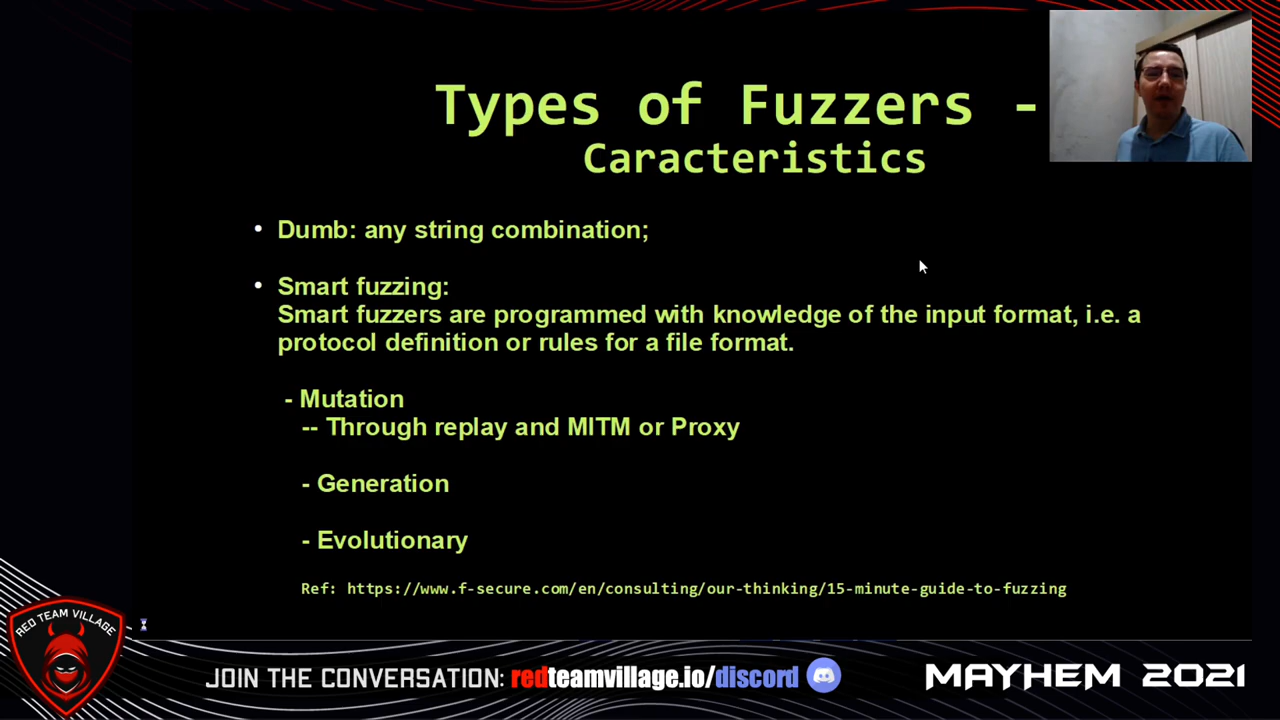 Types of Fuzzers -
Caracteristics
• Dumb: any string combination;
• Smart fuzzing:
Smart fuzzers are programmed with knowledge of the input format, i.e. a
protocol definition or rules for a file format.
- Mutation
-- Through replay and MITM or Proxy
- Generation
- Evolutionary
Ref: https://www.f-secure.com/en/consulting/our-thinking/15-minute-guide-to-fuzzing
RED TEAM VILLAGE
JOIN THE CONVERSATION: redteamvillage.io/discord
MAYHEM 2021